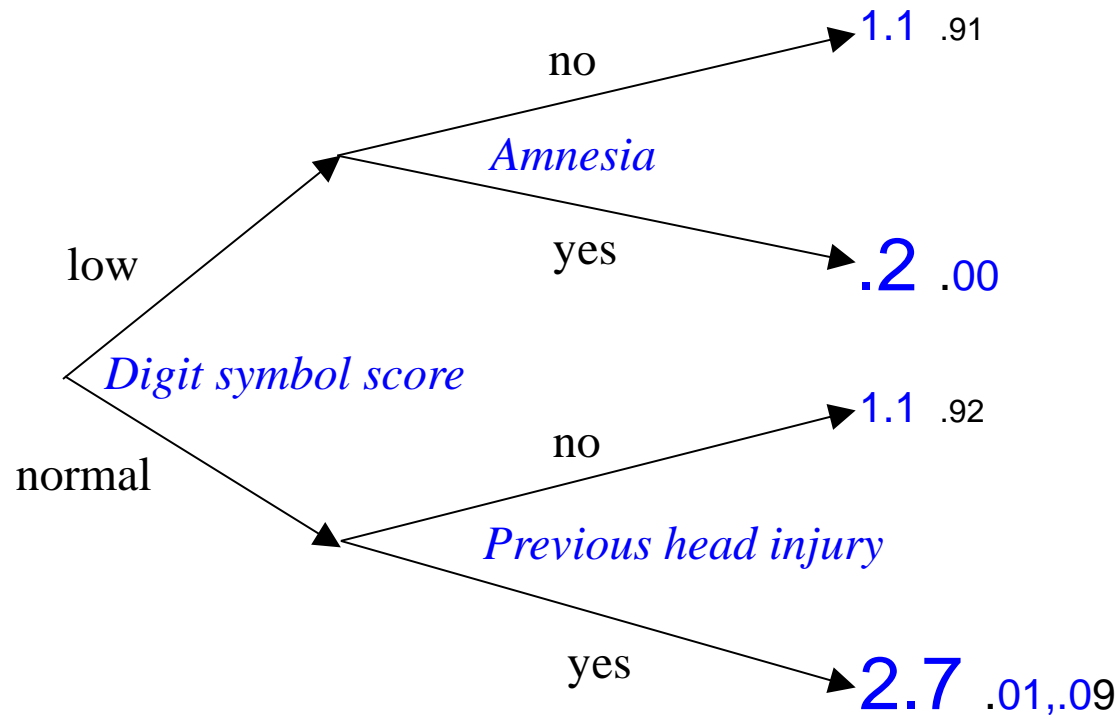 1.1 .91
no
Amnesia
yes
.2 .00
low
Digit symbol score
1.1 .92
no
normal
Previous head injury
yes
2.7 .01,.09